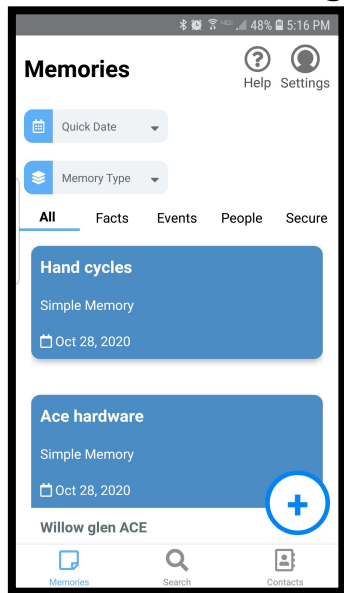 48% 5:16 PM
Memories
Help Settings
Quick Date
Memory Type
All Facts Events People Secure
Hand cycles
Simple Memory
Oct 28, 2020
Ace hardware
Simple Memory
Oct 28, 2020
Willow glen ACE
Memories Search Contacts